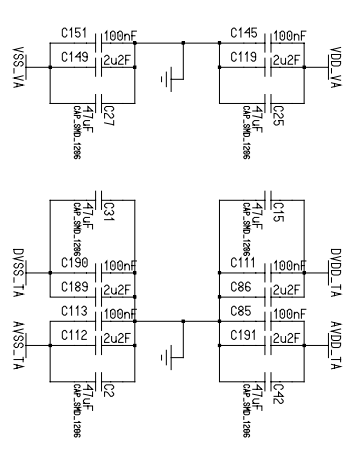 C151
100nF
C145
100nF
VSS_VA
C149
2u2F
C119
2u2F
VDD_VA
47uF
C27
CAP_SMD_1206
47uF
C25
CAP_SMD_1206
47uF
C31
CAP_SMD_1206
47uF
C15
CAP_SMD_1206
DVSS_TA
C190
100nF
C111
100nF
DVDD_TA
C189
2u2F
C86
2u2F
C113
100nF
C85
100nF
AVSS_TA
C112
2u2F
C191
2u2F
AVDD_TA
47uF
C2
CAP_SMD_1206
47uF
C42
CAP_SMD_1206